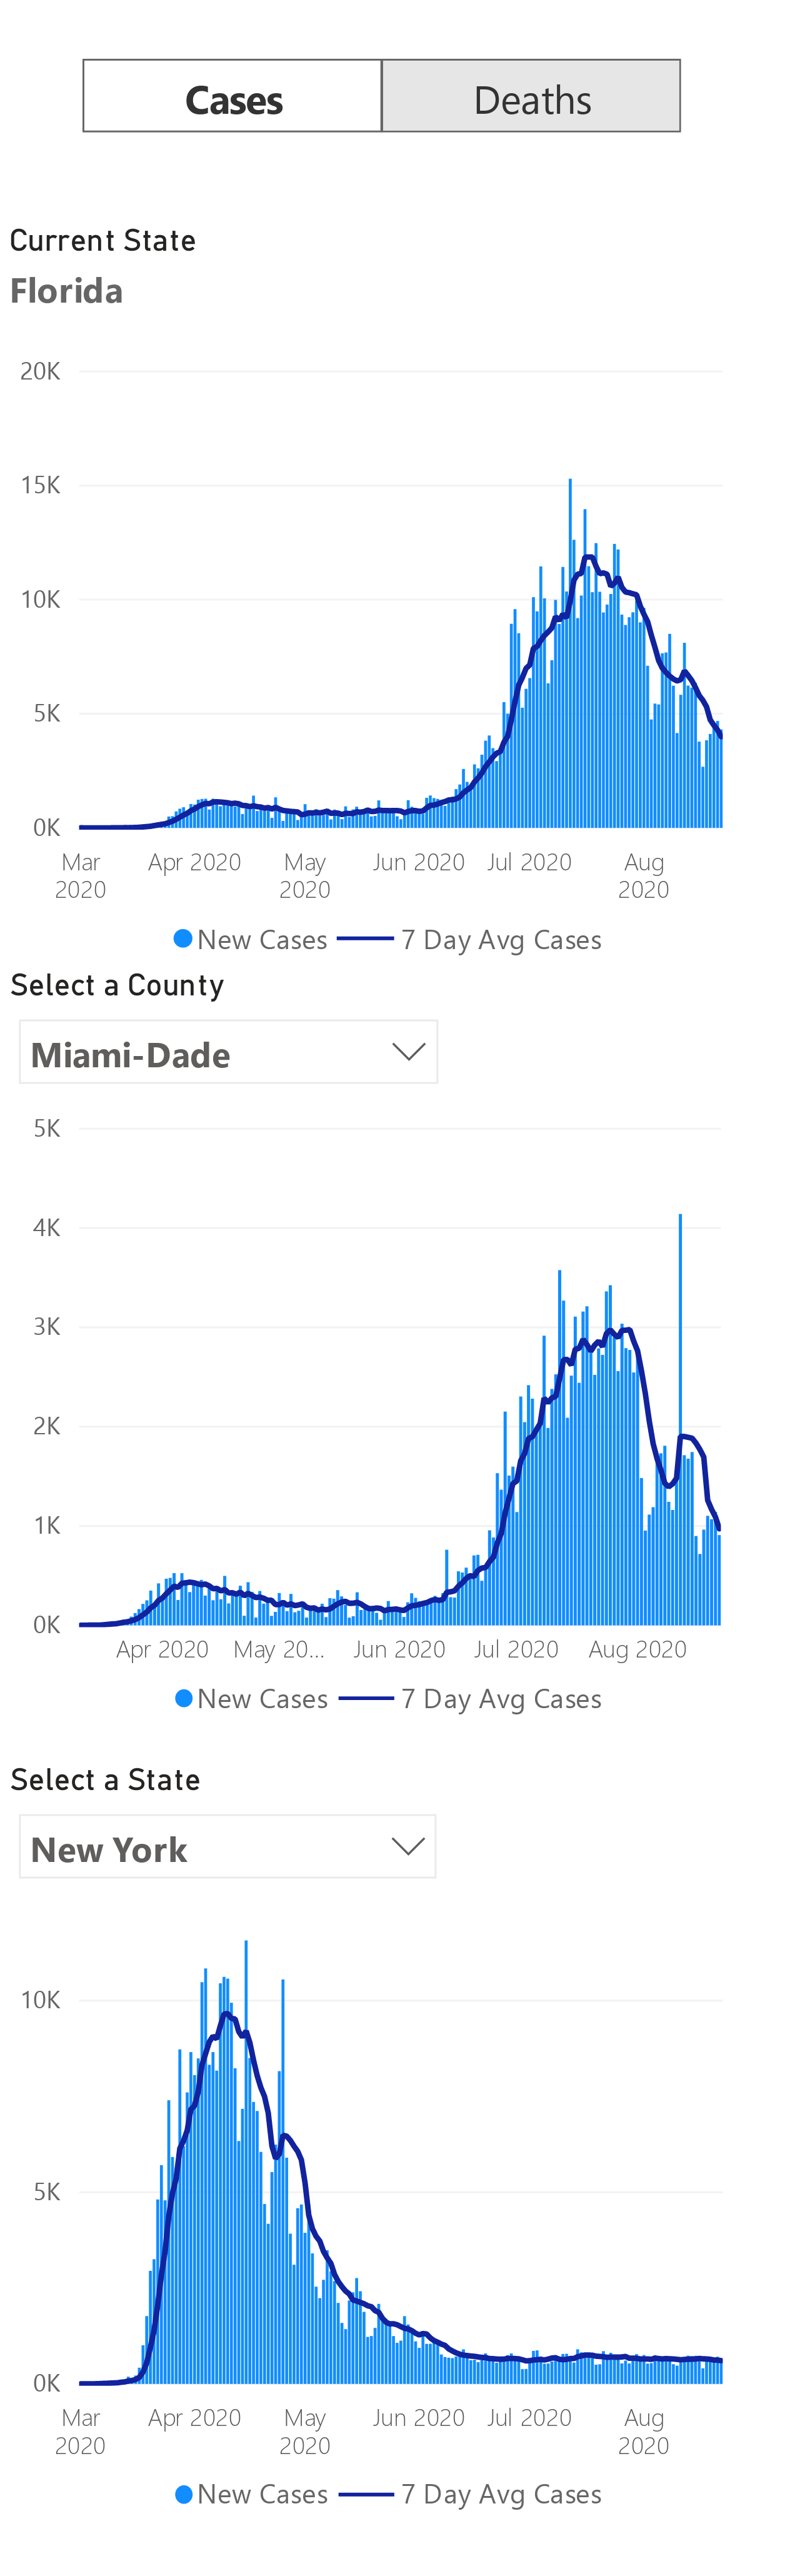 Cases Deaths
Current State
Florida
20K
15K
10K
5K
0K
Mar 2020 Apr 2020 May 2020 Jun 2020 Jul 2020 Aug 2020
New Cases 7 Day Avg Cases
Select a County
Miami-Dade
5K
4K
3K
2K
1K
0K
Apr 2020 May 20... Jun 2020 Jul 2020 Aug 2020
New Cases 7 Day Avg Cases
Select a State
New York
10K
5K
0K
Mar 2020 Apr 2020 May 2020 Jun 2020 Jul 2020 Aug 2020
New Cases 7 Day Avg Cases